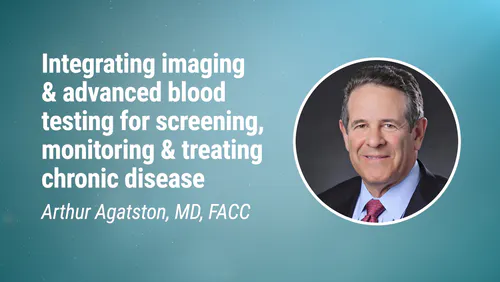 Integrating imaging
& advanced blood
testing for screening,
monitoring & treating
chronic disease
Arthur Agatston, MD, FACC